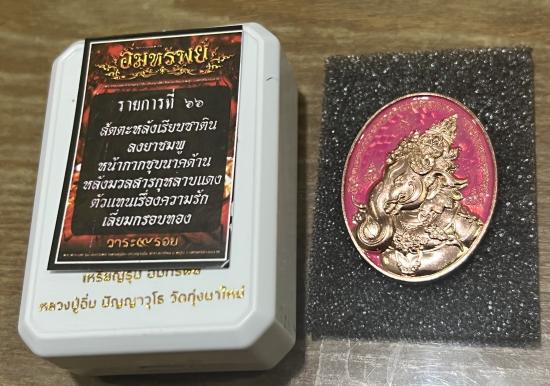 อิ่มทรัพย์
รายการที่ ๖๖
สัตตะหลังเรียบซาติน
ลงยาชมพู
หน้ากากชุบนาคด้าน
หลังมวลสารกุหลาบแดง
ตัวแทนเรื่องความรัก
เลี่ยมกรอบทอง
วาระ๙๙รอย
เหรียญรุ่น อิ่มทรัพย์
หลวงปู่อิ่ม ปัญญาวุโธ วัดทุ่งนาใหม่